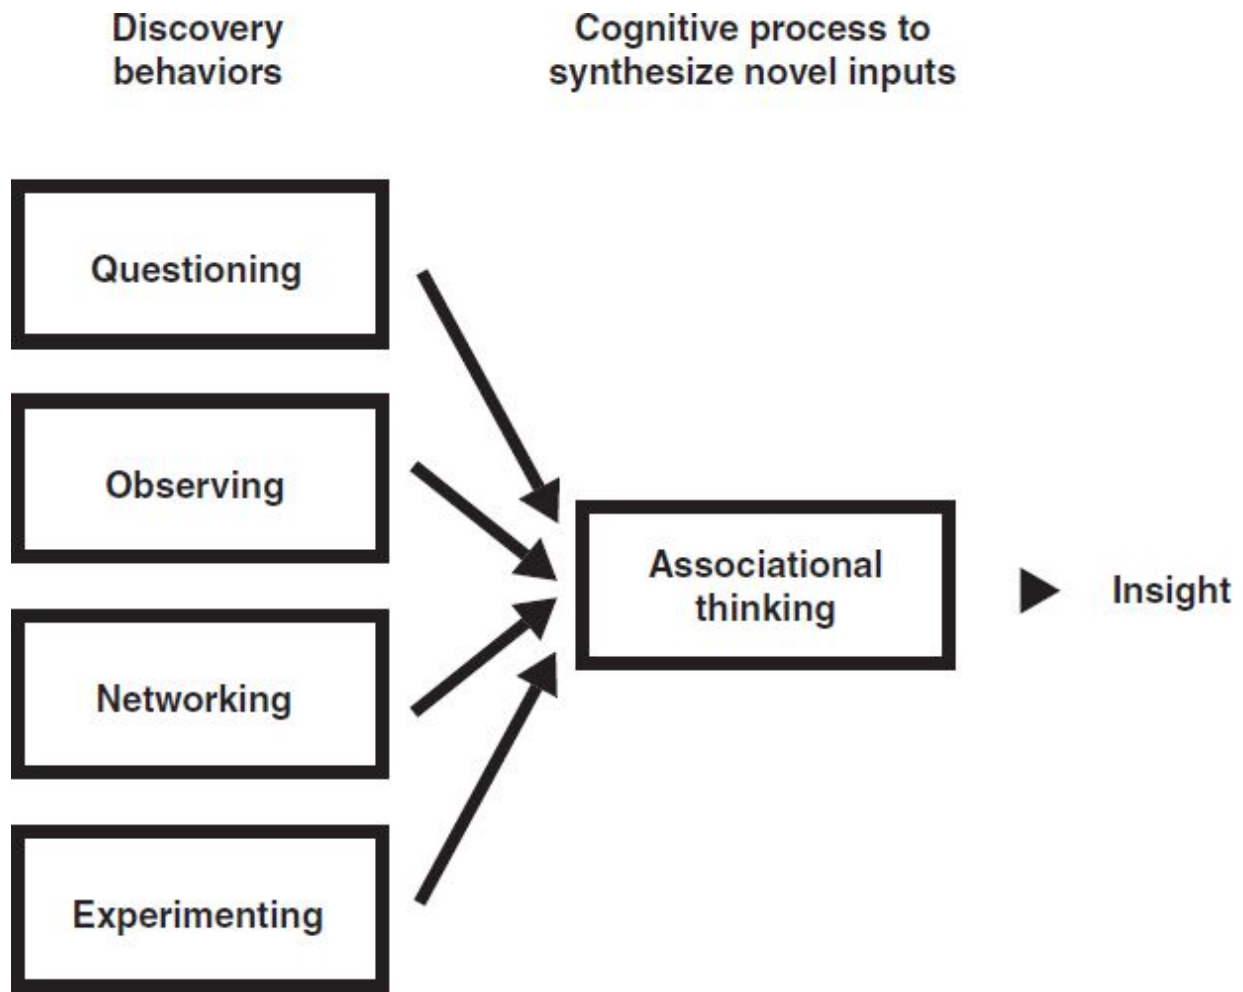 Discovery
behaviors
Cognitive process to
synthesize novel inputs
Questioning
Observing
Networking
Experimenting
Associational
thinking
Insight